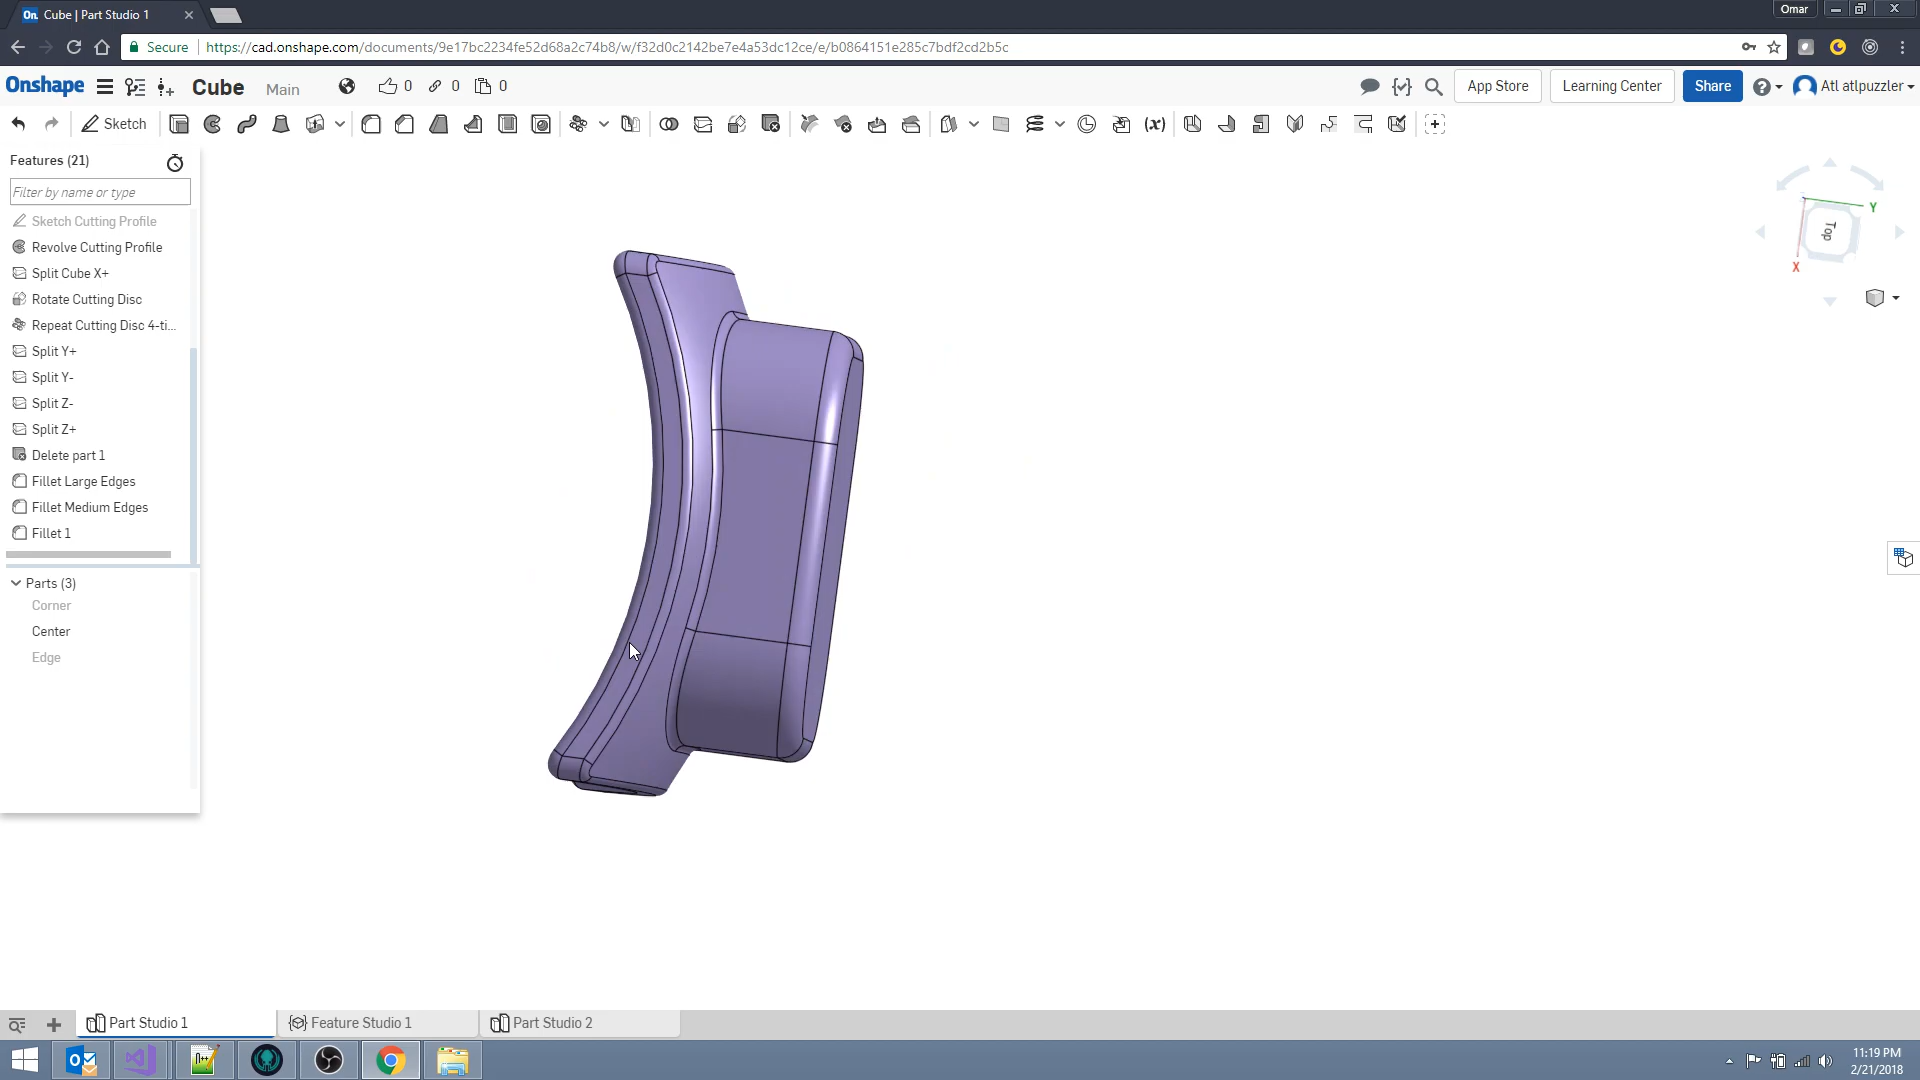 On. Cube | Part Studio 1
Omar
Secure https://cad.onshape.com/documents/9e17bc2234fe52d68a2c74b8/w/f32d0c2142be7e4a53dc12ce/e/b0864151e285c7bdf2cd2b5c
Onshape Cube Main 0 0 0 App Store Learning Center Share Atl atlpuzzler
Sketch (x)
Features (21)
Filter by name or type
Sketch Cutting Profile
Revolve Cutting Profile
Split Cube X+
Rotate Cutting Disc
Repeat Cutting Disc 4-ti...
Split Y+
Split Y-
Split Z-
Split Z+
Delete part 1
Fillet Large Edges
Fillet Medium Edges
Fillet 1
Parts (3)
Corner
Center
Edge
Y
Top
X
Part Studio 1 Feature Studio 1 Part Studio 2
11:19 PM
2/21/2018